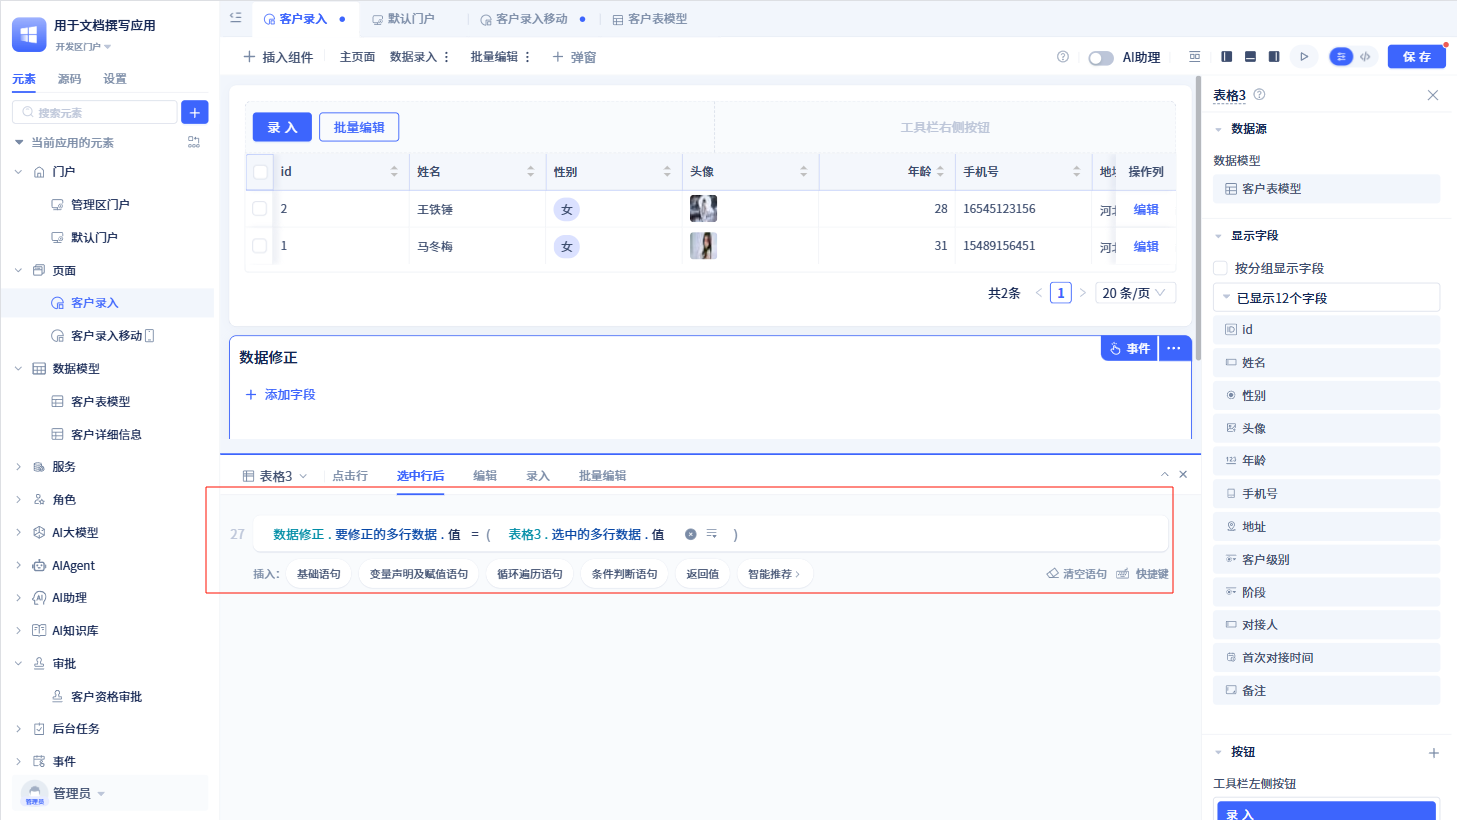 用于文档撰写应用
开发区门户
元素 源码 设置
搜索元素
当前应用的元素
门户
管理区门户
默认门户
页面
客户录入
客户录入移动
数据模型
客户表模型
客户详细信息
服务
角色
AI大模型
AIAgent
AI助理
AI知识库
审批
客户资格审批
后台任务
事件
管理员
管理员
客户录入 默认门户 客户录入移动 客户表模型
插入组件 主页面 数据录入 批量编辑 弹窗 AI助理 保存
录 入 批量编辑 工具栏右侧按钮
id 姓名 性别 头像 年龄 手机号 操作列
2 王铁锤 女 28 16545123156 编辑
1 马冬梅 女 31 15489156451 编辑
共2条 < 1 > 20 条/页
数据修正 事件 ···
添加字段
表格3 点击行 选中行后 编辑 录入 批量编辑
27 数据修正 . 要修正的多行数据 . 值 = ( 表格3 . 选中的多行数据 . 值 )
插入： 基础语句 变量声明及赋值语句 循环遍历语句 条件判断语句 返回值 智能推荐 清空语句 快捷键
表格3
数据源
数据模型
客户表模型
显示字段
按分组显示字段
已显示12个字段
id
姓名
性别
头像
123 年龄
手机号
地址
客户级别
阶段
对接人
首次对接时间
备注
按钮
工具栏左侧按钮
录 入